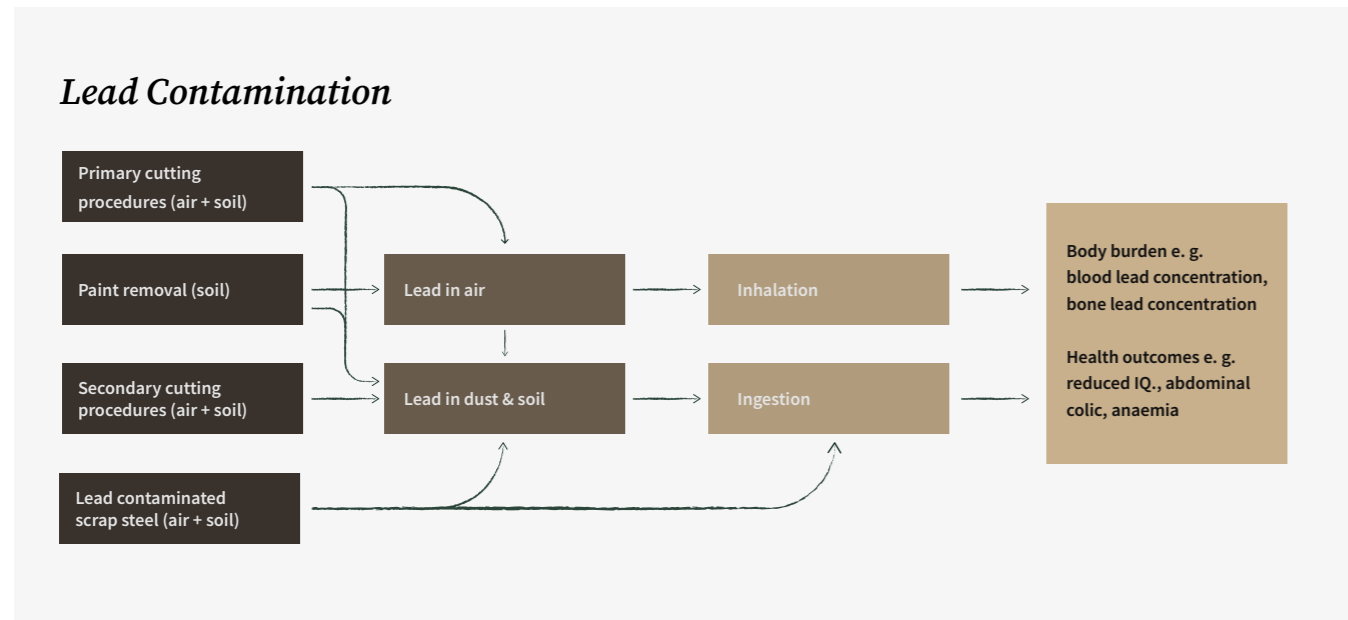 Lead Contamination
Primary cutting
procedures (air + soil)
Paint removal (soil)
Secondary cutting
procedures (air + soil)
Lead contaminated
scrap steel (air + soil)
Lead in air
Lead in dust & soil
Inhalation
Ingestion
Body burden e. g.
blood lead concentration,
bone lead concentration
Health outcomes e. g.
reduced IQ., abdominal
colic, anaemia